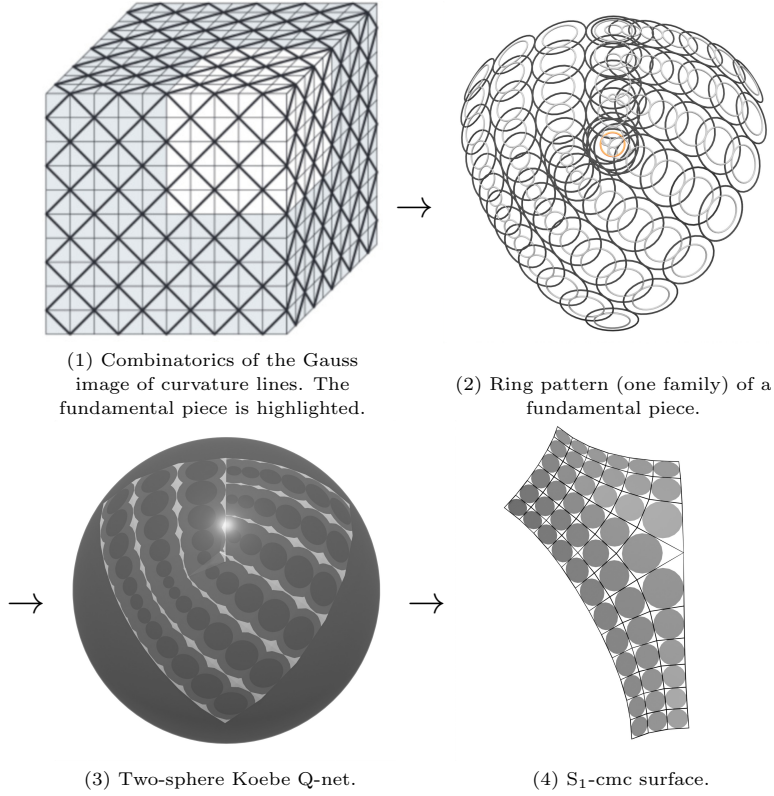 →
(1) Combinatorics of the Gauss
image of curvature lines. The
fundamental piece is highlighted.
(2) Ring pattern (one family) of a
fundamental piece.
→
→
(3) Two-sphere Koebe Q-net.
(4) S₁-cmc surface.